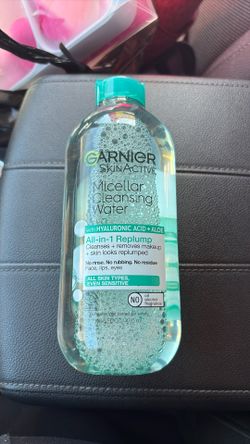 GARNIER
SKINACTIVE
Micellar
Cleansing
Water
with HYALURONIC ACID + ALOE
All-in-1 Replump
Cleanses + removes makeup
+ skin looks replumped
No rinse. No rubbing. No residue
Face, lips, eyes
ALL SKIN TYPES,
EVEN SENSITIVE
NO